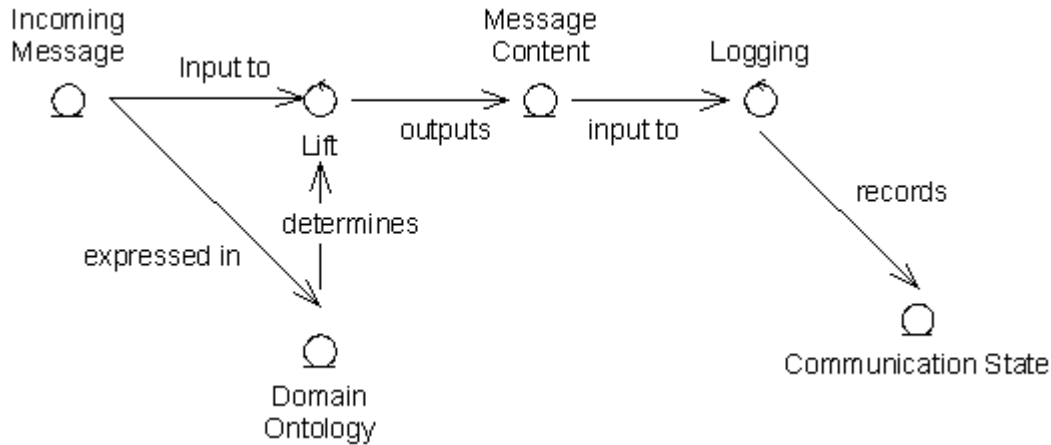 Incoming
Message
Input to
Lift
outputs
Message
Content
input to
Logging
records
determines
expressed in
Domain
Ontology
Communication State